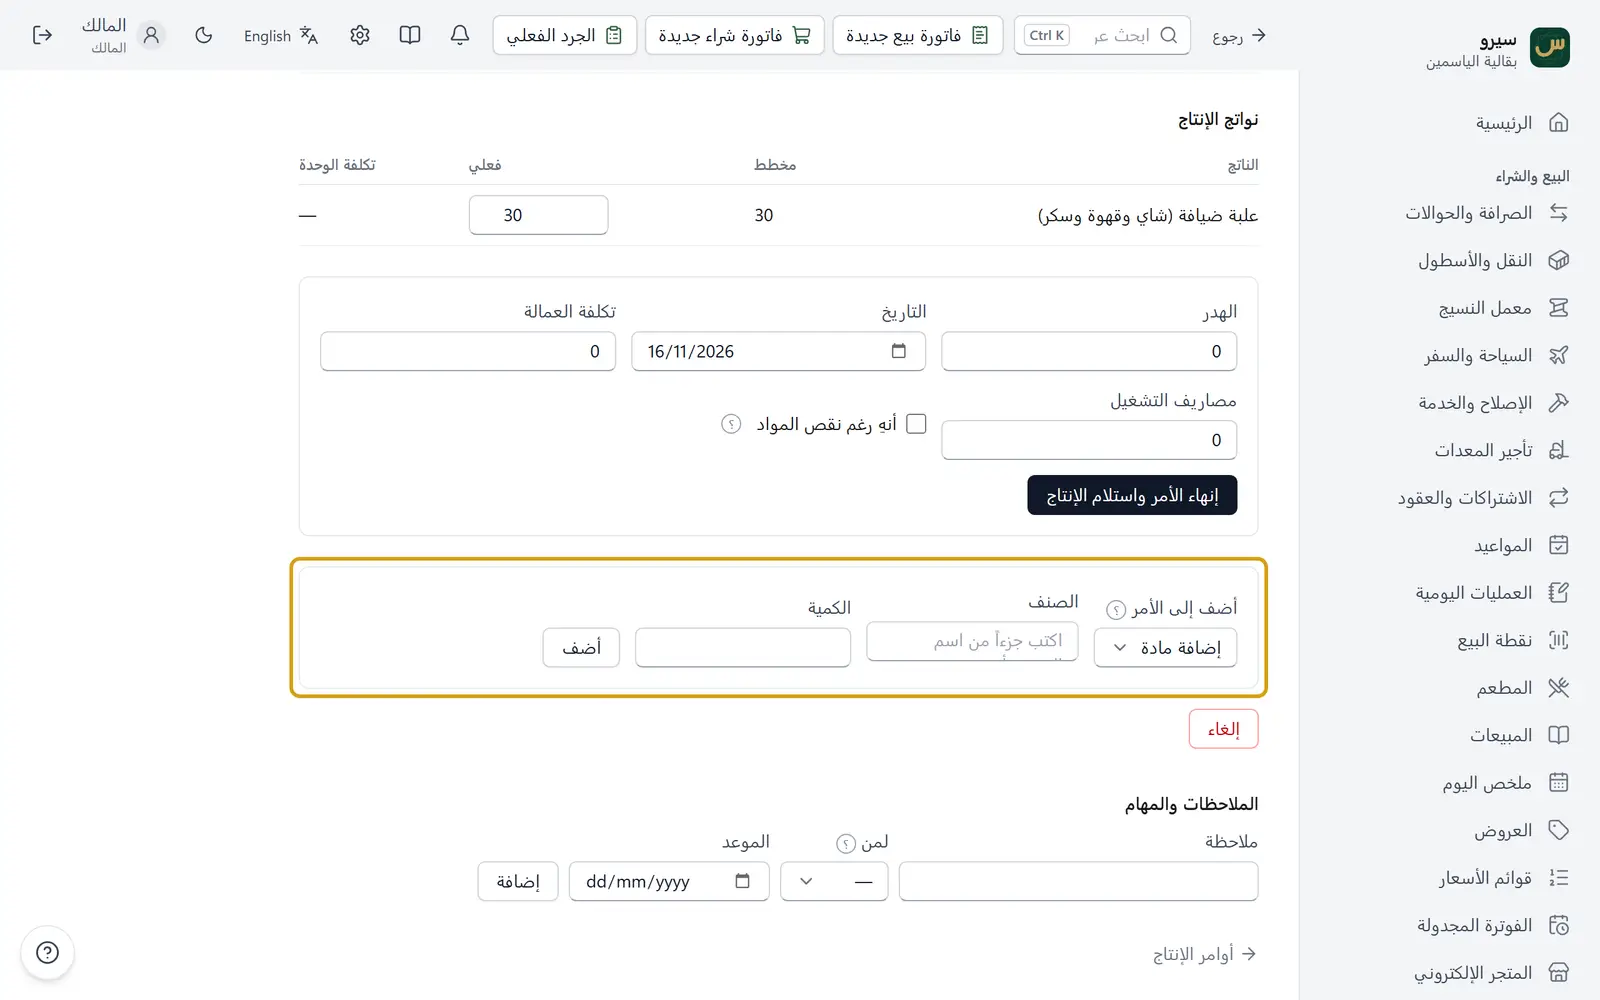 سيرو
بقالية الياسمين
رجوع
ابحث عر
Ctrl K
فاتورة بيع جديدة
فاتورة شراء جديدة
الجرد الفعلي
English
المالك
المالك
الرئيسية
البيع والشراء
الصرافة والحوالات
النقل والأسطول
معمل النسيج
السياحة والسفر
الإصلاح والخدمة
تأجير المعدات
الاشتراكات والعقود
المواعيد
العمليات اليومية
نقطة البيع
المطعم
المبيعات
ملخص اليوم
العروض
قوائم الأسعار
الفوترة المجدولة
المتجر الإلكتروني
نواتج الإنتاج
الناتج مخطط فعلي تكلفة الوحدة
علبة ضيافة (شاي وقهوة وسكر) 30 30 —
الهدر التاريخ تكلفة العمالة
0 16/11/2026 0
مصاريف التشغيل
0
أنهِ رغم نقص المواد ؟
إنهاء الأمر واستلام الإنتاج
أضف إلى الأمر ؟ الصنف الكمية
إضافة مادة اكتب جزءاً من اسم أضف
إلغاء
الملاحظات والمهام
ملاحظة لمن ؟ الموعد
— dd/mm/yyyy إضافة
أوامر الإنتاج